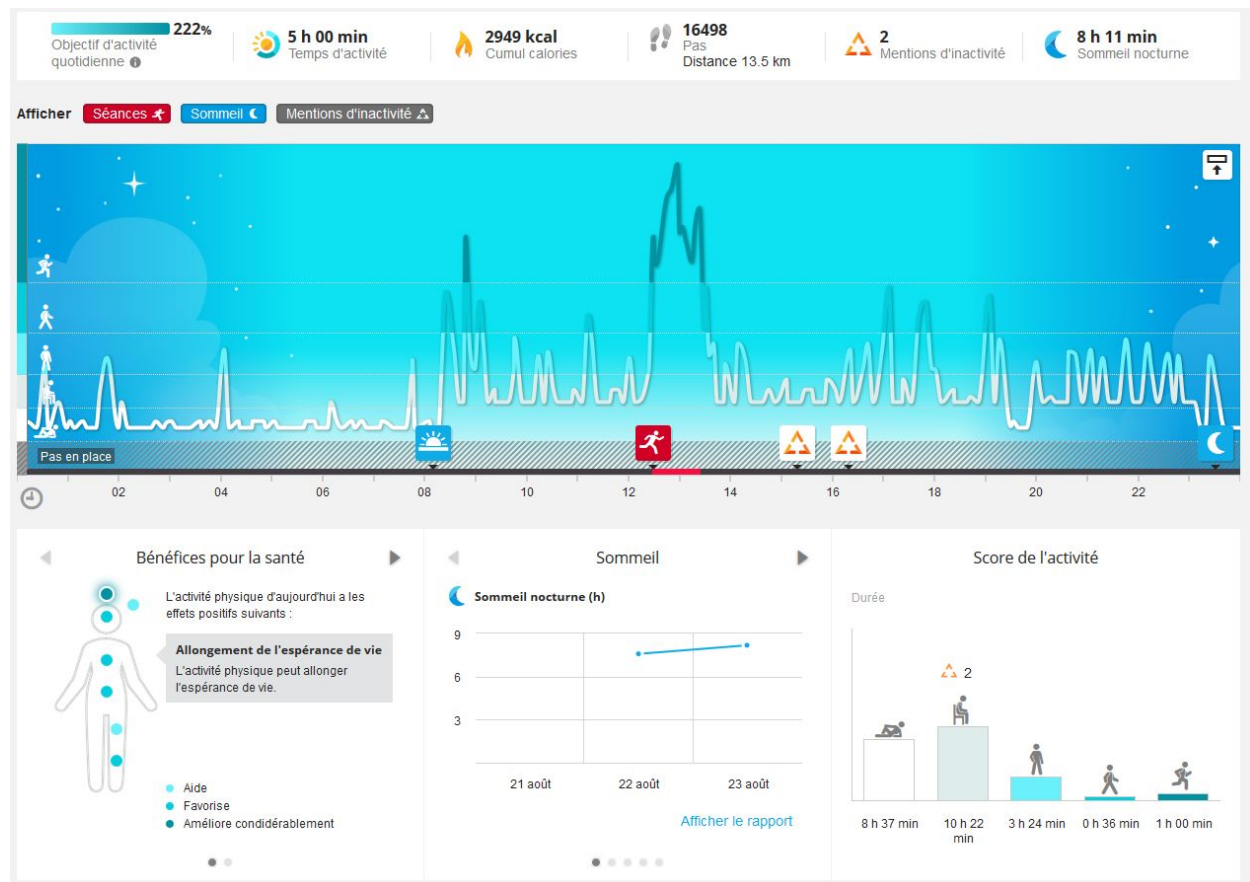 222%
Objectif d'activité
quotidienne
5 h 00 min
Temps d'activité
2949 kcal
Cumul calories
16498
Pas
Distance 13.5 km
2
Mentions d'inactivité
8 h 11 min
Sommeil nocturne
Afficher Séances Sommeil Mentions d'inactivité
Pas en place
02 04 06 08 10 12 14 16 18 20 22
Bénéfices pour la santé
L'activité physique d'aujourd'hui a les
effets positifs suivants :
Allongement de l'espérance de vie
L'activité physique peut allonger
l'espérance de vie.
Aide
Favorise
Améliore condidérablement
Sommeil
Sommeil nocturne (h)
9
6
3
21 août 22 août 23 août
Afficher le rapport
Score de l'activité
Durée
2
8 h 37 min 10 h 22 3 h 24 min 0 h 36 min 1 h 00 min
min